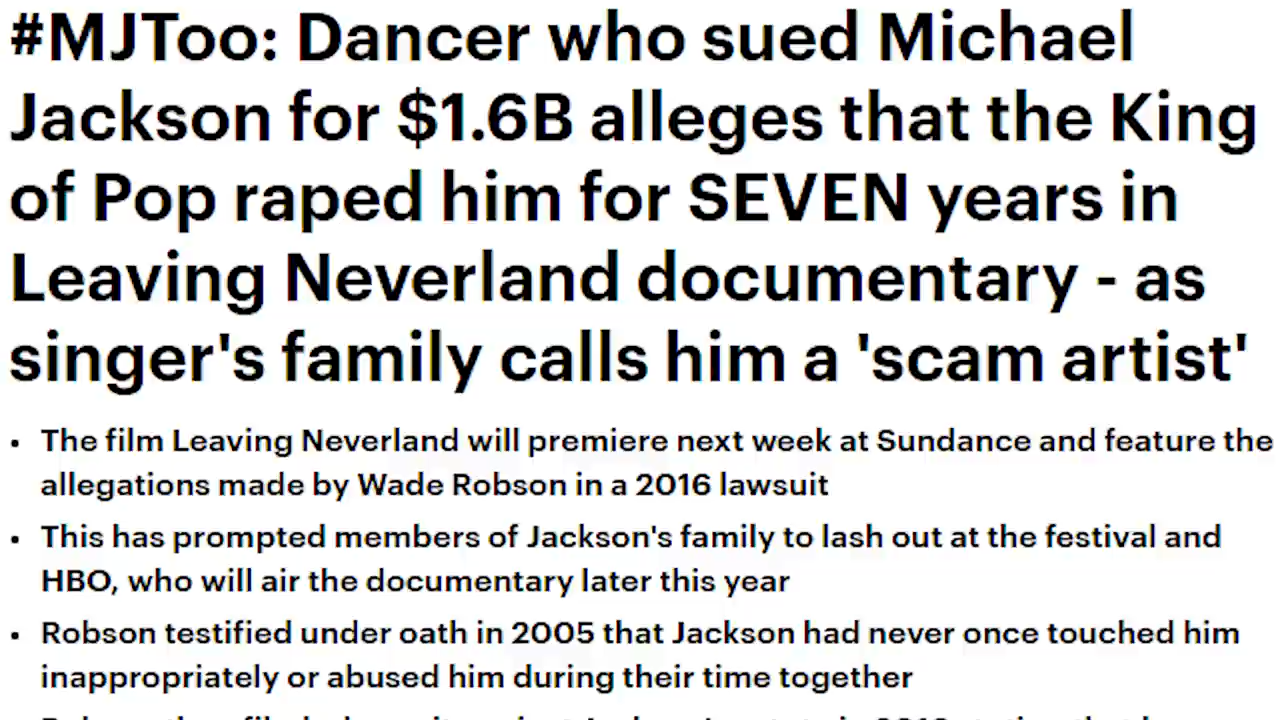 #MJToo: Dancer who sued Michael
Jackson for $1.6B alleges that the King
of Pop raped him for SEVEN years in
Leaving Neverland documentary - as
singer's family calls him a 'scam artist'
• The film Leaving Neverland will premiere next week at Sundance and feature the
allegations made by Wade Robson in a 2016 lawsuit
• This has prompted members of Jackson's family to lash out at the festival and
HBO, who will air the documentary later this year
• Robson testified under oath in 2005 that Jackson had never once touched him
inappropriately or abused him during their time together